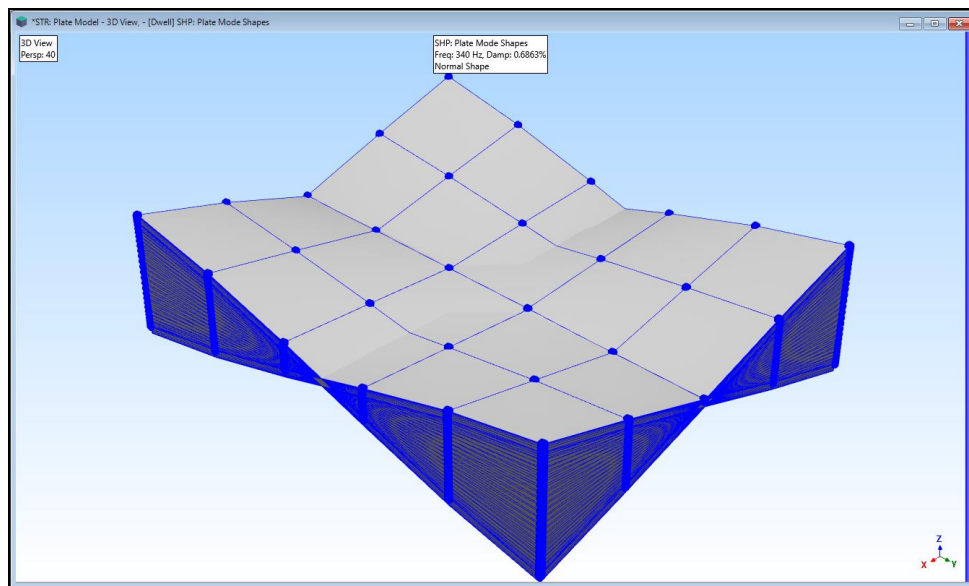 *STR: Plate Model - 3D View, - [Dwell] SHP: Plate Mode Shapes
3D View
Persp: 40
SHP: Plate Mode Shapes
Freq: 340 Hz, Damp: 0.6863%
Normal Shape
Z
X
Y